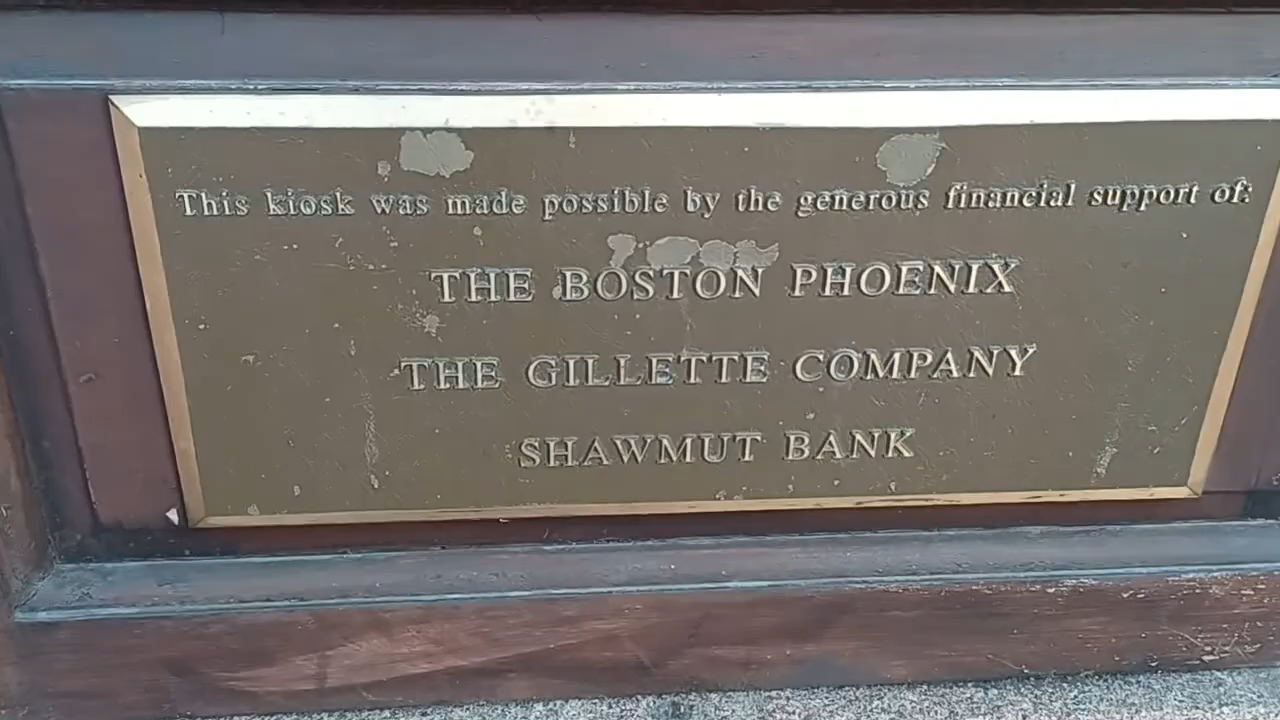 This kiosk was made possible by the generous financial support of:
THE BOSTON PHOENIX
THE GILLETTE COMPANY
SHAWMUT BANK